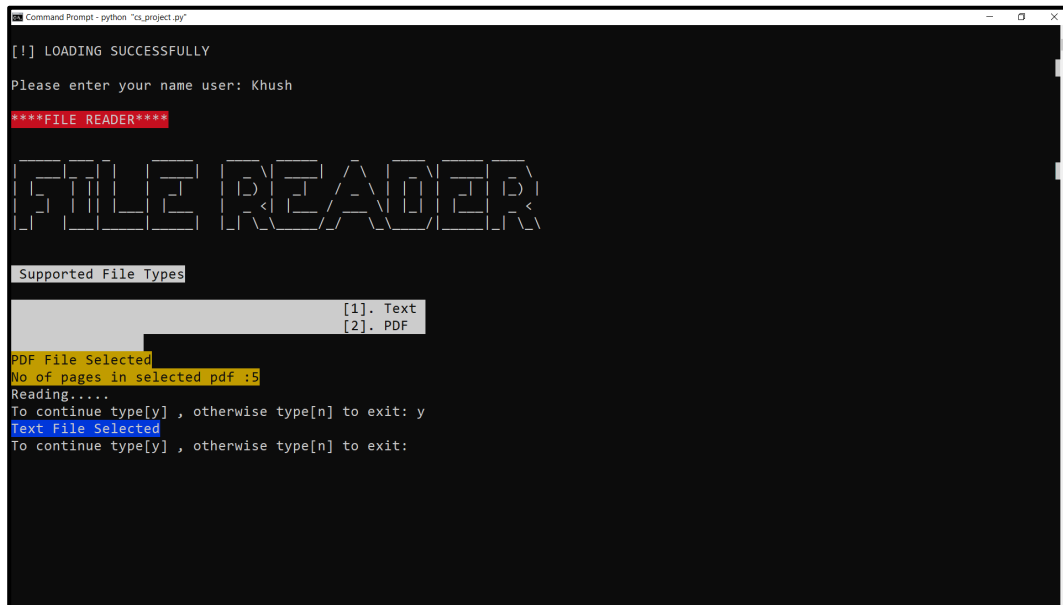 Command Prompt - python "cs_project .py"
[!] LOADING SUCCESSFULLY
Please enter your name user: Khush
****FILE READER****
FILE READER
Supported File Types
[1]. Text
[2]. PDF
PDF File Selected
No of pages in selected pdf :5
Reading.....
To continue type[y] , otherwise type[n] to exit: y
Text File Selected
To continue type[y] , otherwise type[n] to exit: